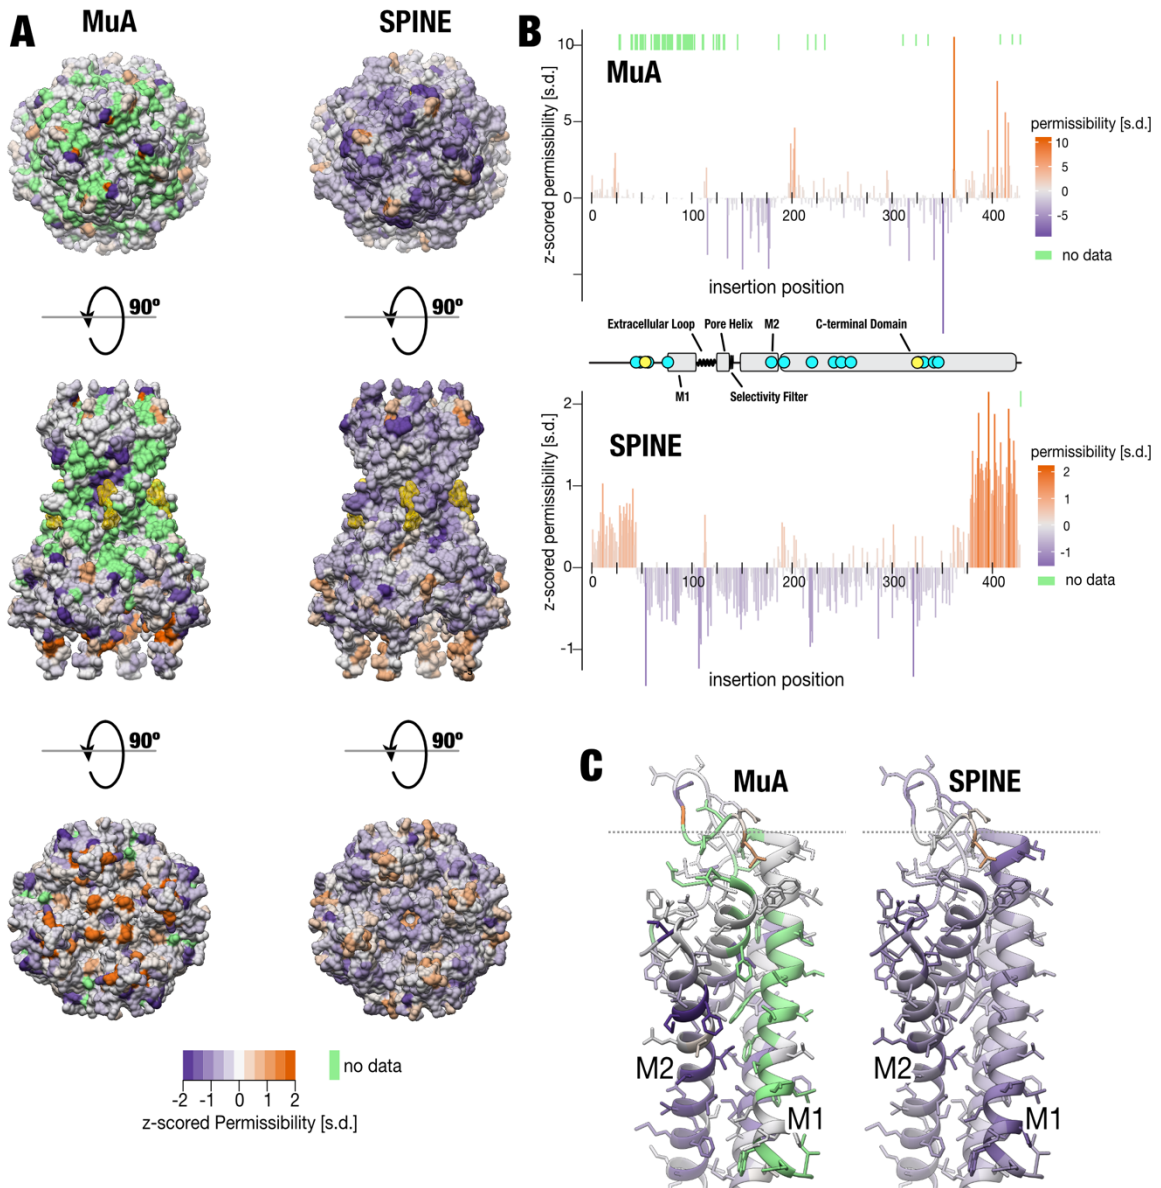 A
MuA
SPINE
90º
90º
90º
90º
-2 -1 0 1 2
z-scored Permissibility [s.d.]
no data
B
MuA
z-scored permissibility [s.d.]
10
5
0
0 100 200 300 400
insertion position
permissibility [s.d.]
10
5
0
-5
no data
Extracellular Loop
Pore Helix
M2
C-terminal Domain
M1
Selectivity Filter
SPINE
z-scored permissibility [s.d.]
2
1
0
-1
0 100 200 300 400
insertion position
permissibility [s.d.]
2
1
0
-1
no data
C
MuA
SPINE
M2
M1
M2
M1